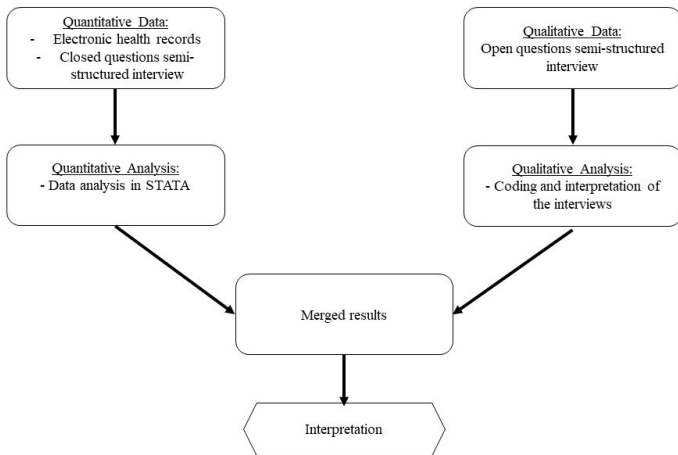 Quantitative Data:
- Electronic health records
- Closed questions semi-
structured interview
Qualitative Data:
Open questions semi-structured
interview
Quantitative Analysis:
- Data analysis in STATA
Qualitative Analysis:
- Coding and interpretation of
the interviews
Merged results
Interpretation